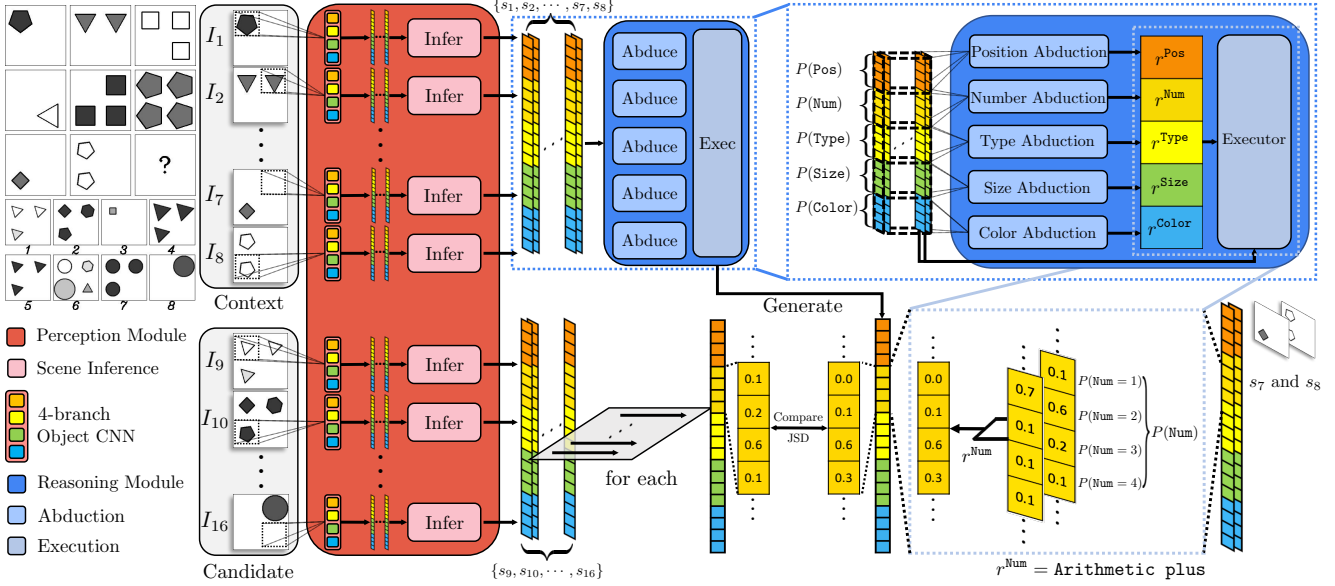 ?
1 2 3 4
5 6 7 8
Perception Module
Scene Inference
4-branch
Object CNN
Reasoning Module
Abduction
Execution
I₁
I₂
I₇
I₈
Context
I₉
I₁₀
I₁₆
Candidate
Infer
Infer
Infer
Infer
Infer
Infer
Infer
{s₁, s₂, ···, s₇, s₈}
{s₉, s₁₀, ···, s₁₆}
Abduce
Abduce
Abduce
Abduce
Abduce
Exec
P(Pos)
P(Num)
P(Type)
P(Size)
P(Color)
Position Abduction
Number Abduction
Type Abduction
Size Abduction
Color Abduction
r^Pos
r^Num
r^Type
r^Size
r^Color
Executor
Generate
for each
0.1
0.2
0.6
0.1
Compare
JSD
0.0
0.1
0.6
0.3
0.0
0.1
0.6
0.3
r^Num
0.7
0.1
0.1
0.1
0.1
0.6
0.2
0.1
P(Num = 1)
P(Num = 2)
P(Num = 3)
P(Num = 4)
P(Num)
s₇ and s₈
r^Num = Arithmetic plus